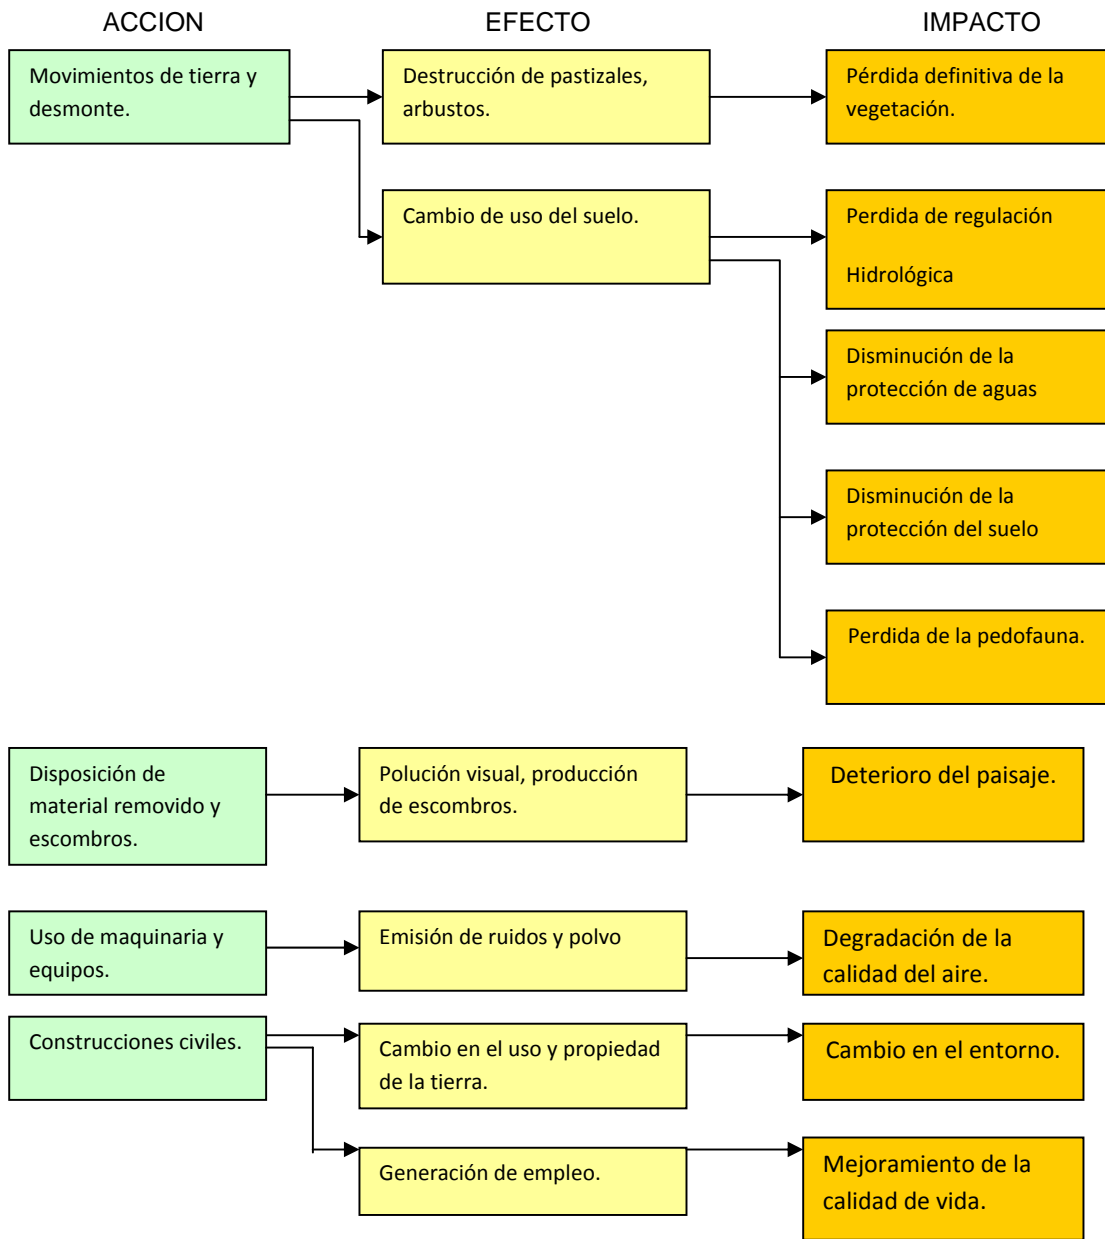 ACCION
EFECTO
IMPACTO
Movimientos de tierra y
desmonte.
Destrucción de pastizales,
arbustos.
Pérdida definitiva de la
vegetación.
Cambio de uso del suelo.
Perdida de regulación
Hidrológica
Disminución de la
protección de aguas
Disminución de la
protección del suelo
Perdida de la pedofauna.
Disposición de
material removido y
escombros.
Polución visual, producción
de escombros.
Deterioro del paisaje.
Uso de maquinaria y
equipos.
Emisión de ruidos y polvo
Degradación de la
calidad del aire.
Construcciones civiles.
Cambio en el uso y propiedad
de la tierra.
Cambio en el entorno.
Generación de empleo.
Mejoramiento de la
calidad de vida.